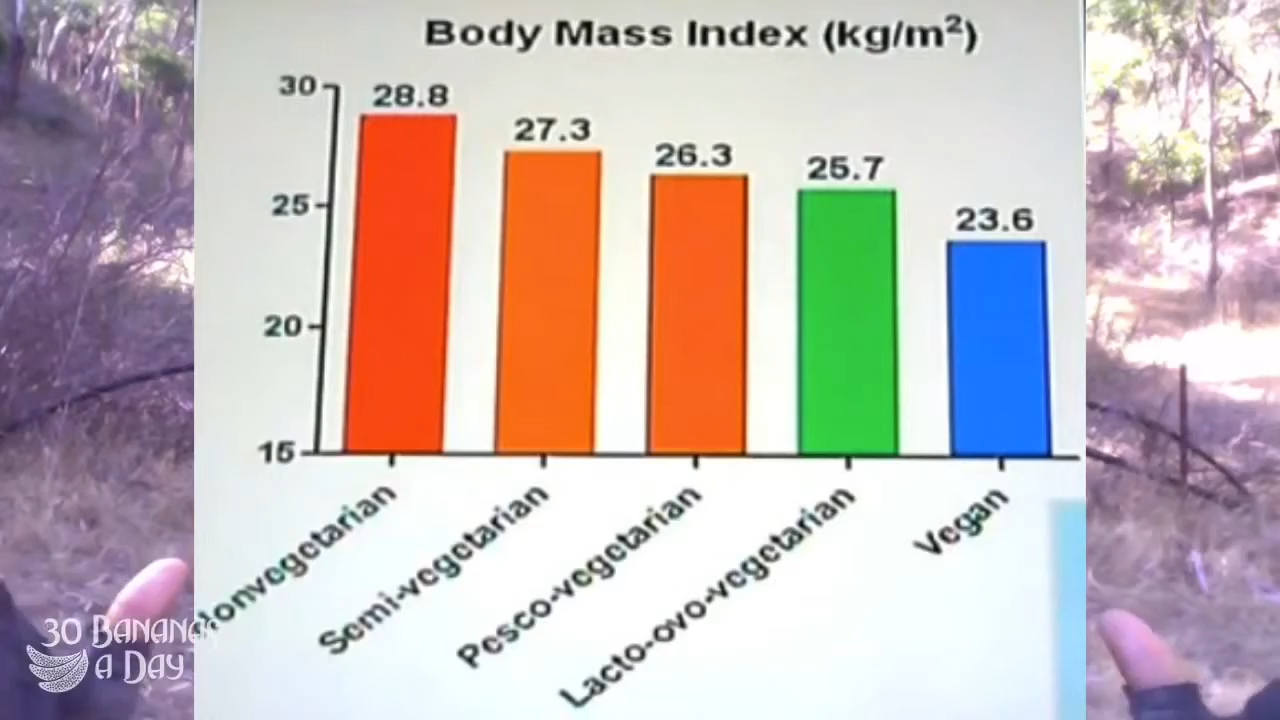 Body Mass Index (kg/m²)
30
25
20
15
28.8
27.3
26.3
25.7
23.6
Nonvegetarian
Semi-vegetarian
Pesco-vegetarian
Lacto-ovo-vegetarian
Vegan
30 BANANAS
A DAY